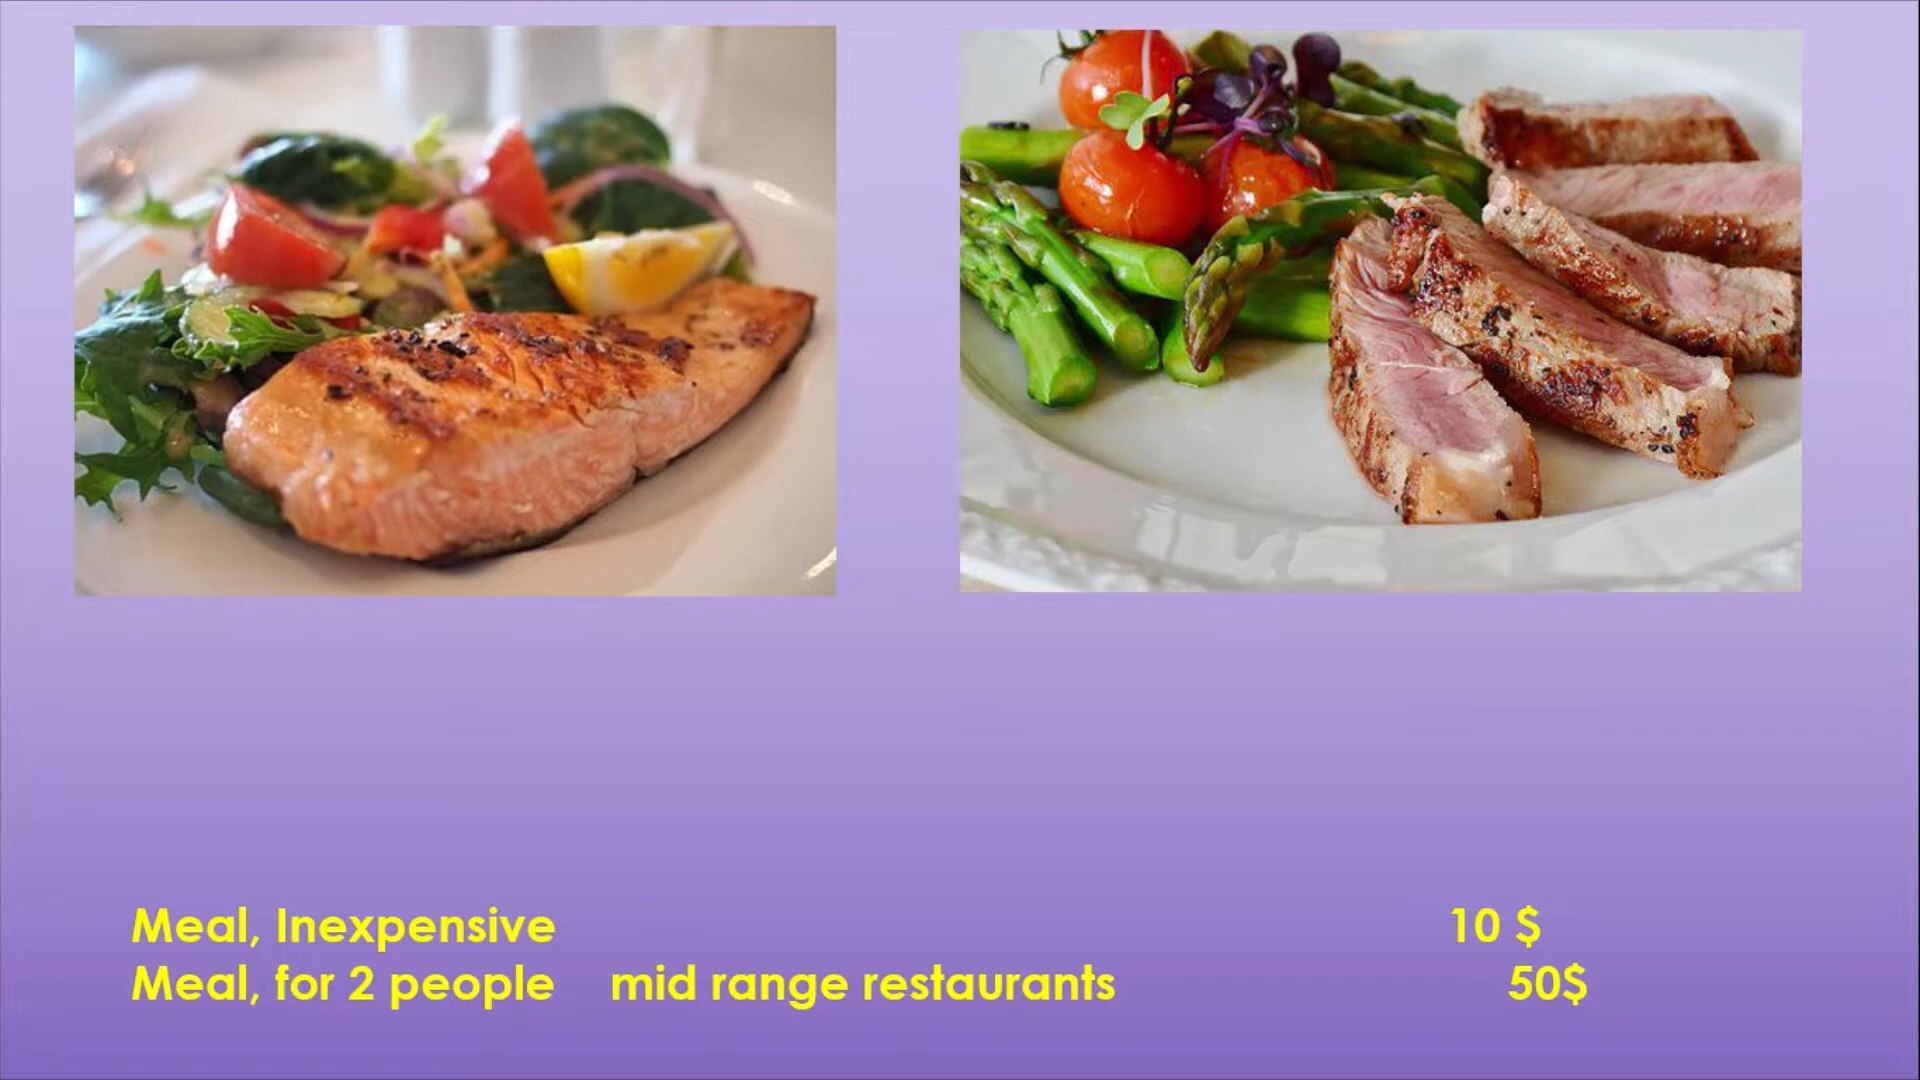 Meal, Inexpensive 10 $
Meal, for 2 people mid range restaurants 50$